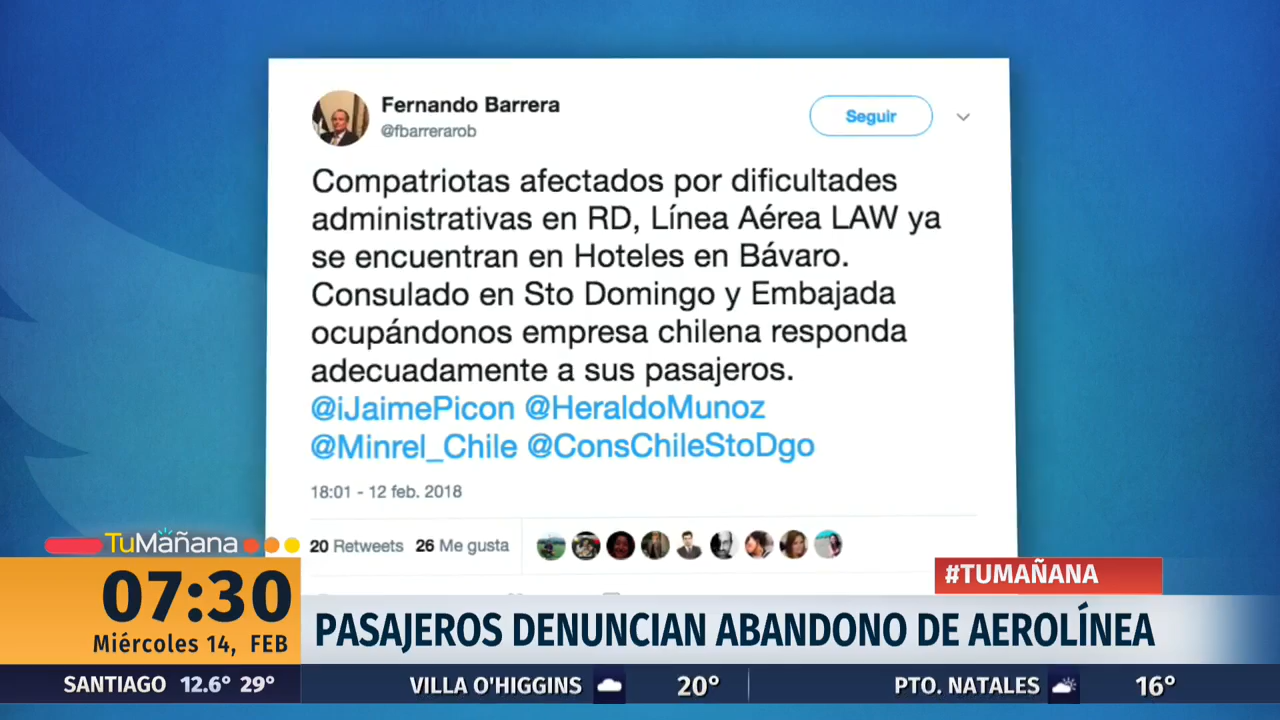 Fernando Barrera
@fbarrerarob
Seguir
Compatriotas afectados por dificultades
administrativas en RD, Línea Aérea LAW ya
se encuentran en Hoteles en Bávaro.
Consulado en Sto Domingo y Embajada
ocupándonos empresa chilena responda
adecuadamente a sus pasajeros.
@iJaimePicon @HeraldoMunoz
@Minrel_Chile @ConsChileStoDgo
18:01 - 12 feb. 2018
20 Retweets 26 Me gusta
TuMañana
07:30
Miércoles 14, FEB
#TUMAÑANA
PASAJEROS DENUNCIAN ABANDONO DE AEROLÍNEA
SANTIAGO 12.6° 29° VILLA O'HIGGINS 20° PTO. NATALES 16°